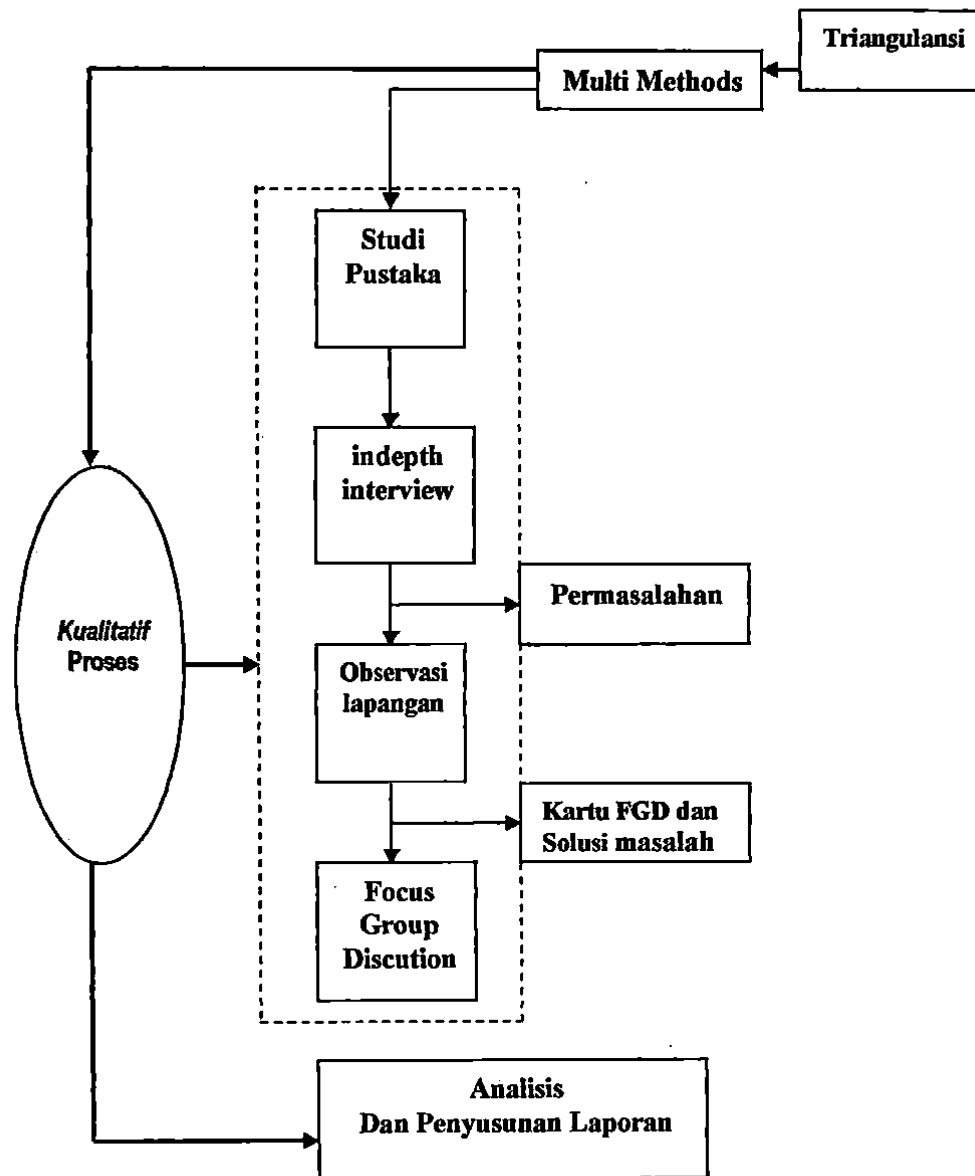 Triangulansi
Multi Methods
Studi
Pustaka
indepth
interview
Permasalahan
Kualitatif
Proses
Observasi
lapangan
Kartu FGD dan
Solusi masalah
Focus
Group
Discution
Analisis
Dan Penyusunan Laporan